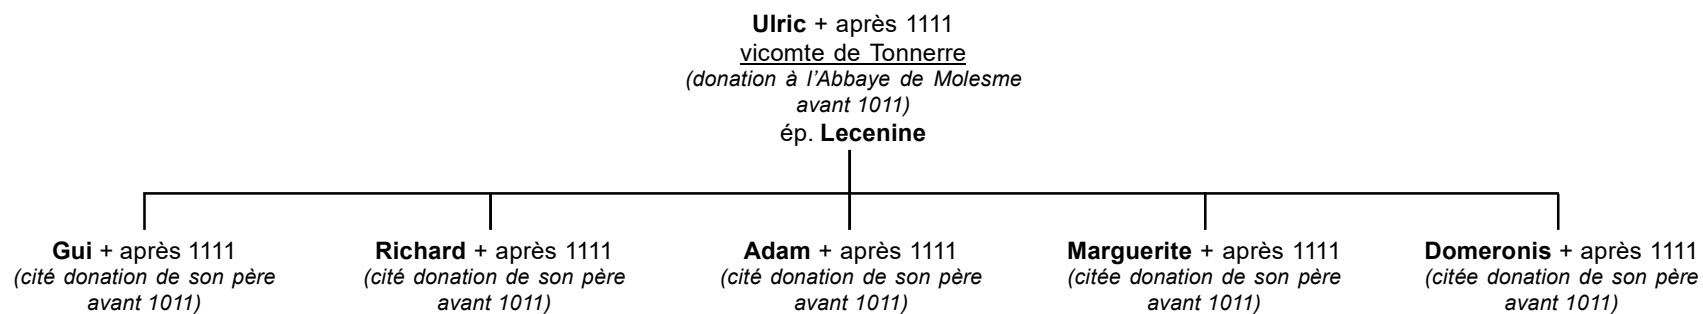 Ulric + après 1111
vicomte de Tonnerre
(donation à l'Abbaye de Molesme
avant 1011)
ép. Lecenine
Gui + après 1111
(cité donation de son père
avant 1011)
Richard + après 1111
(cité donation de son père
avant 1011)
Adam + après 1111
(cité donation de son père
avant 1011)
Marguerite + après 1111
(citée donation de son père
avant 1011)
Domeronis + après 1111
(citée donation de son père
avant 1011)